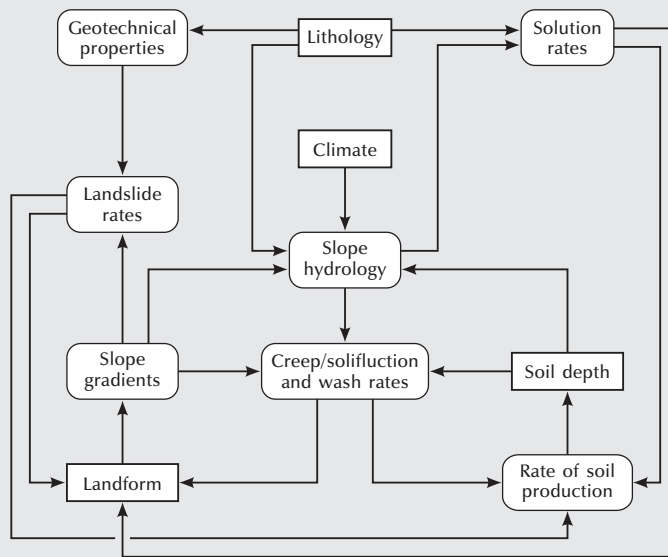 Geotechnical
properties
Lithology
Solution
rates
Climate
Landslide
rates
Slope
hydrology
Slope
gradients
Creep/solifluction
and wash rates
Soil depth
Landform
Rate of soil
production